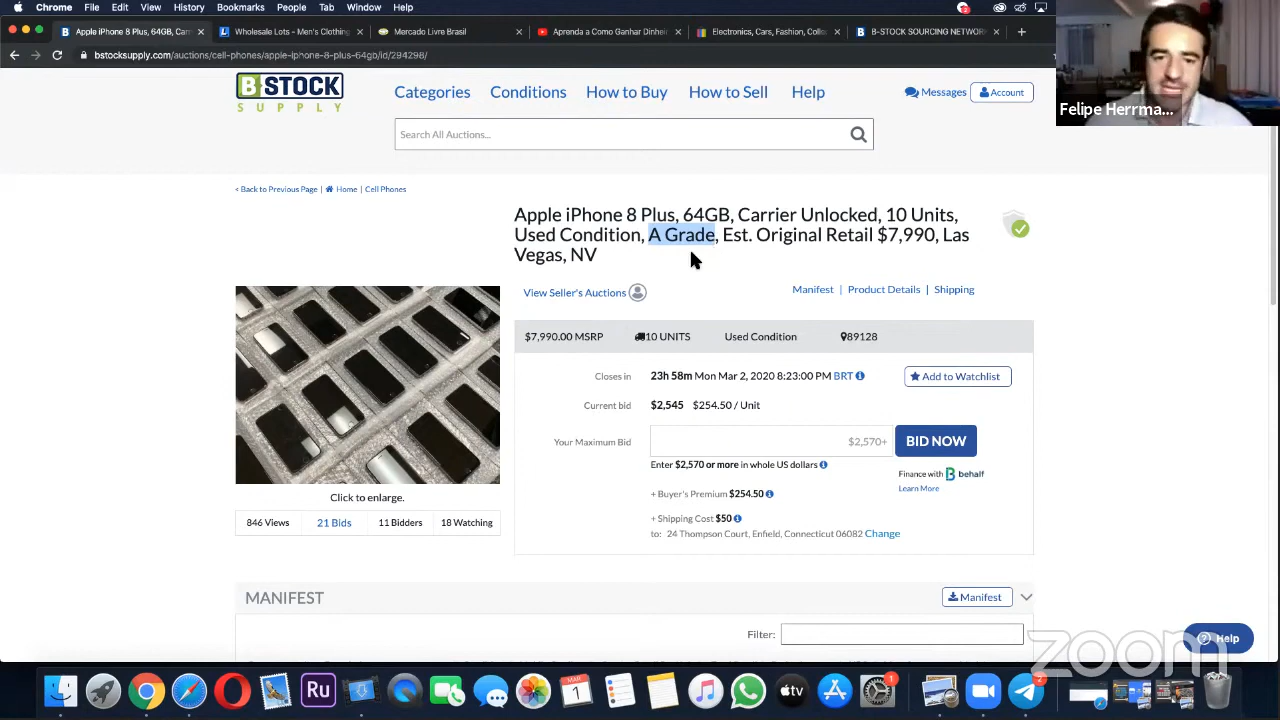 Chrome File Edit View History Bookmarks People Tab Window Help
Apple iPhone 8 Plus, 64GB, Car
Wholesale Lots - Men's Clothing
Mercado Livre Brasil
Aprenda a Como Ganhar Dinhei
Electronics, Cars, Fashion, Colle
B-STOCK SOURCING NETWOR
bstocksupply.com/auctions/cell-phones/apple-iphone-8-plus-64gb/id/294298/
Felipe Herrma...
B-STOCK
SUPPLY
Categories Conditions How to Buy How to Sell Help
Messages Account
Search All Auctions...
< Back to Previous Page | Home | Cell Phones
Apple iPhone 8 Plus, 64GB, Carrier Unlocked, 10 Units,
Used Condition, A Grade, Est. Original Retail $7,990, Las
Vegas, NV
View Seller's Auctions
Manifest | Product Details | Shipping
$7,990.00 MSRP 10 UNITS Used Condition 89128
Closes in 23h 58m Mon Mar 2, 2020 8:23:00 PM BRT
Add to Watchlist
Current bid $2,545 $254.50 / Unit
Your Maximum Bid $2,570+ BID NOW
Enter $2,570 or more in whole US dollars
Finance with behalf
Learn More
+ Buyer's Premium $254.50
+ Shipping Cost $50
to: 24 Thompson Court, Enfield, Connecticut 06082 Change
Click to enlarge.
846 Views 21 Bids 11 Bidders 18 Watching
MANIFEST
Manifest
Filter:
Help
zoom
Ru
MAR
1
tv
1
2